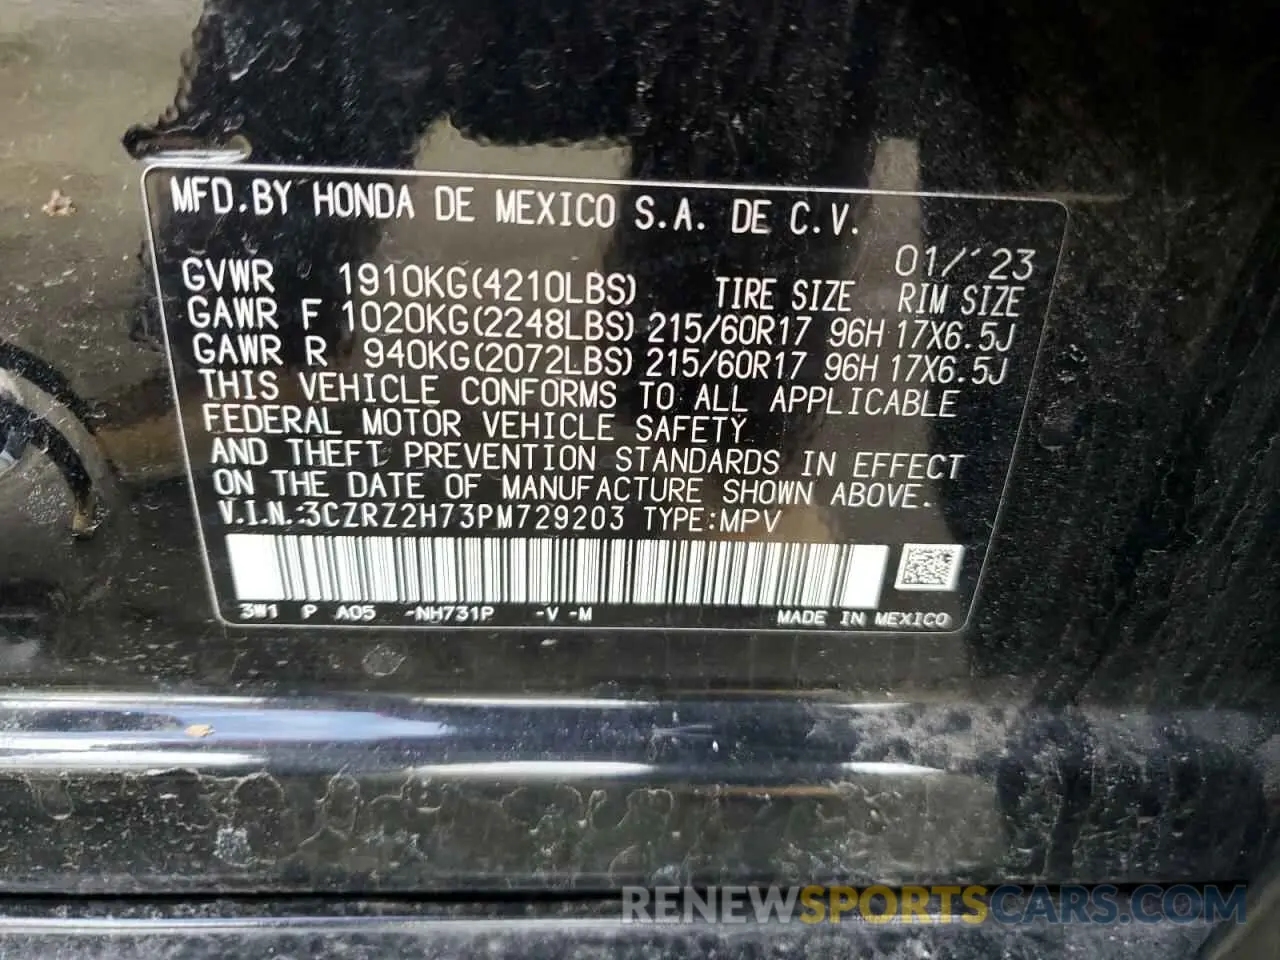 MFD.BY HONDA DE MEXICO S.A. DE C.V.
01/´23
GVWR 1910KG(4210LBS) TIRE SIZE RIM SIZE
GAWR F 1020KG(2248LBS) 215/60R17 96H 17X6.5J
GAWR R 940KG(2072LBS) 215/60R17 96H 17X6.5J
THIS VEHICLE CONFORMS TO ALL APPLICABLE
FEDERAL MOTOR VEHICLE SAFETY
AND THEFT PREVENTION STANDARDS IN EFFECT
ON THE DATE OF MANUFACTURE SHOWN ABOVE.
V.I.N.:3CZRZ2H73PM729203 TYPE:MPV
3W1 P A05 -NH731P -V -M MADE IN MEXICO
RENEWSPORTSCARS.COM